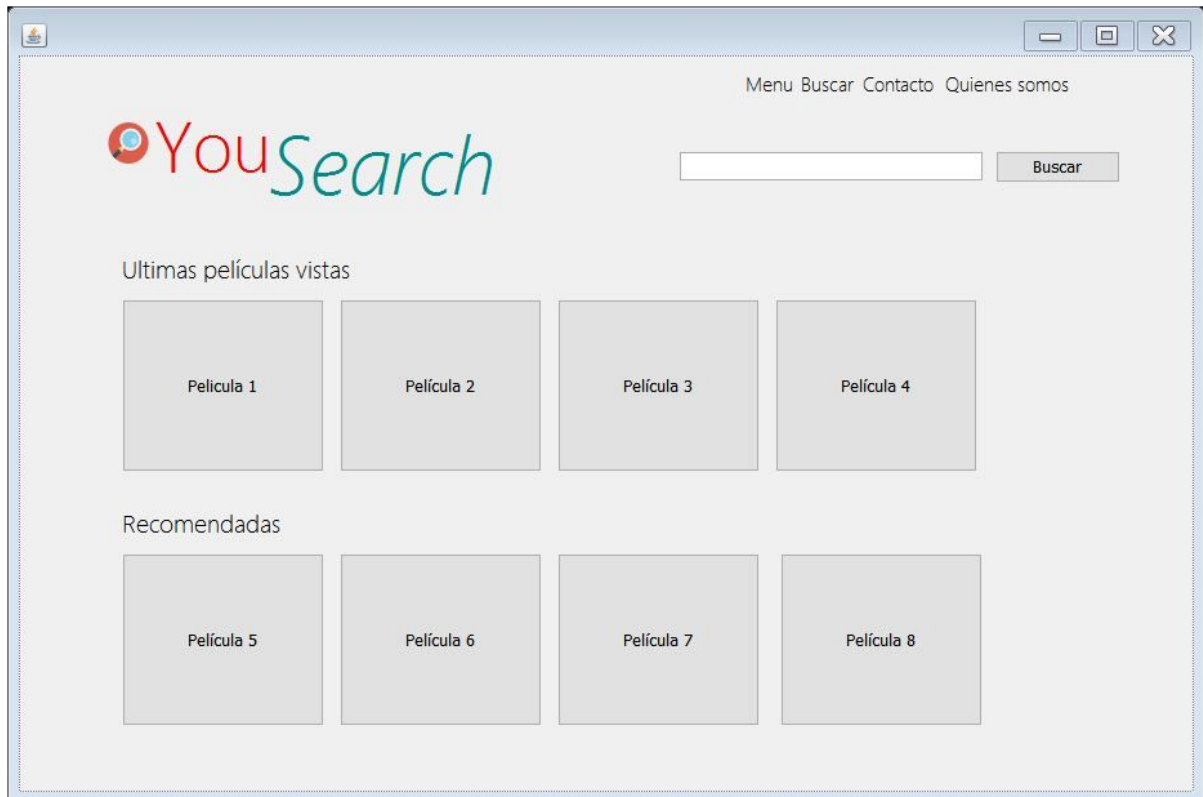 Menu Buscar Contacto Quienes somos
YouSearch
Buscar
Ultimas películas vistas
Pelicula 1 Película 2 Película 3 Película 4
Recomendadas
Película 5 Película 6 Película 7 Película 8